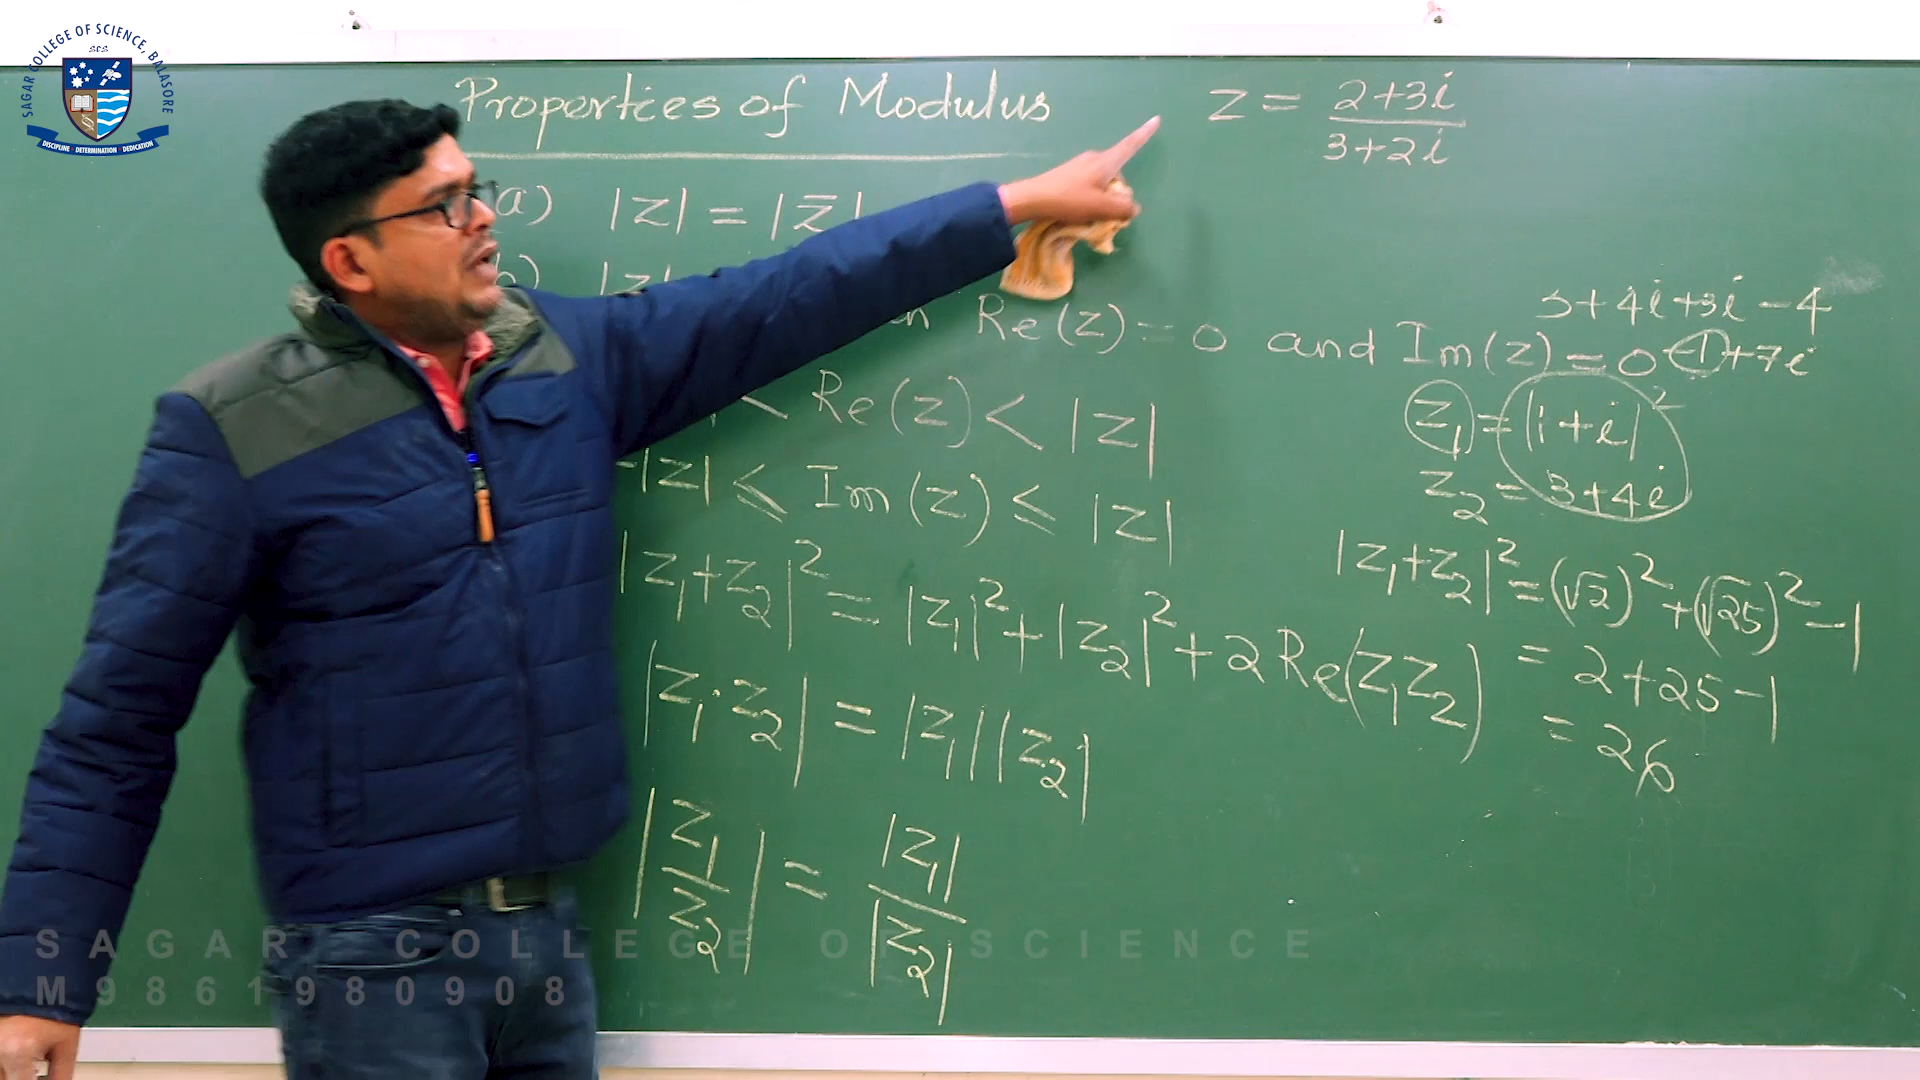 SAGAR COLLEGE OF SCIENCE, BALASORE
SCS
DISCIPLINE DETERMINATION DEDICATION
Properties of Modulus
a) |z| = |z̄|
b) |z|
Re(z) = 0 and Im(z) = 0
< Re(z) < |z|
-|z| ≤ Im(z) ≤ |z|
|z₁+z₂|² = |z₁|² + |z₂|² + 2Re(z₁z₂)
|z₁·z₂| = |z₁||z₂|
|z₁/z₂| = |z₁|/|z₂|
z = 2+3i/3+2i
3+4i+3i-4
-1+7i
z₁ = |1+i|²
z₂ = 3+4i
|z₁+z₂|² = (√2)² + (√25)² -1
= 2+25-1
= 26
SAGAR COLLEGE OF SCIENCE
M9861980908